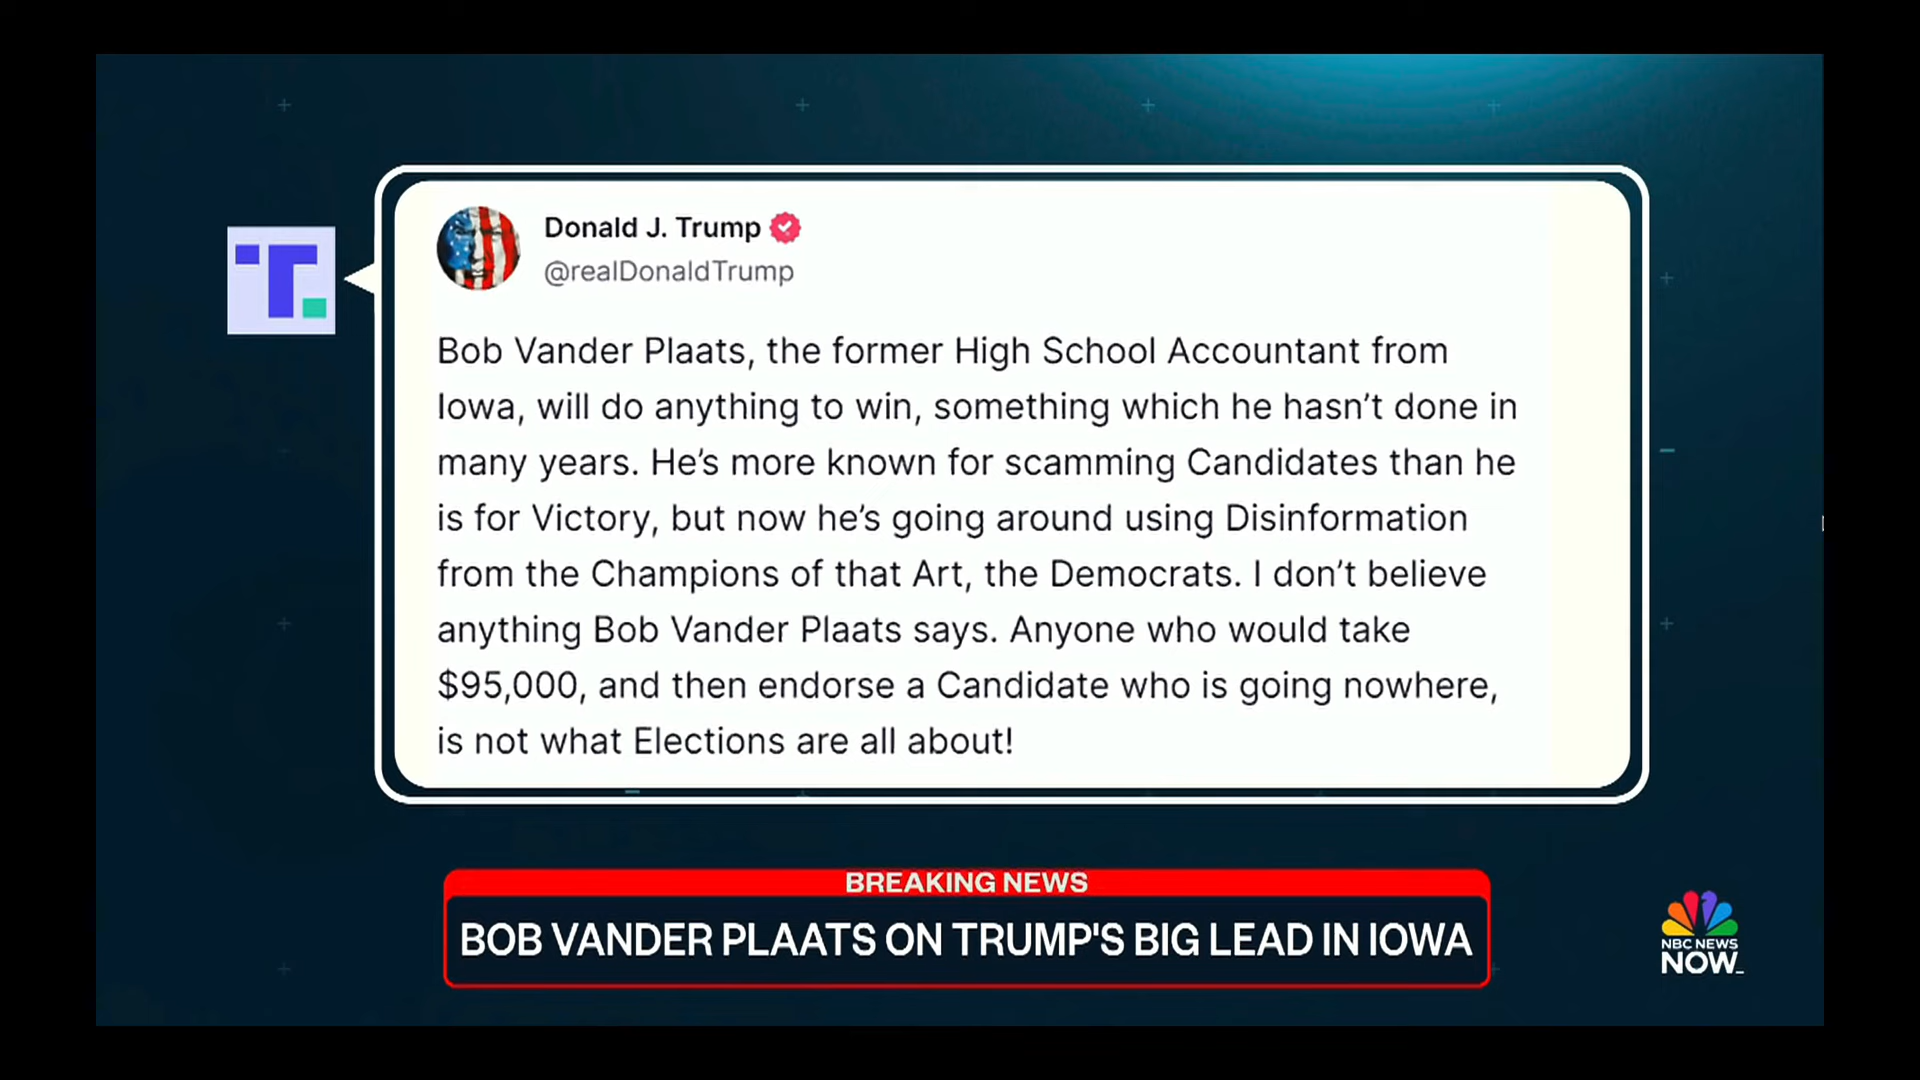 Donald J. Trump
@realDonaldTrump
Bob Vander Plaats, the former High School Accountant from
Iowa, will do anything to win, something which he hasn't done in
many years. He's more known for scamming Candidates than he
is for Victory, but now he's going around using Disinformation
from the Champions of that Art, the Democrats. I don't believe
anything Bob Vander Plaats says. Anyone who would take
$95,000, and then endorse a Candidate who is going nowhere,
is not what Elections are all about!
BREAKING NEWS
BOB VANDER PLAATS ON TRUMP'S BIG LEAD IN IOWA
NBC NEWS
NOW_